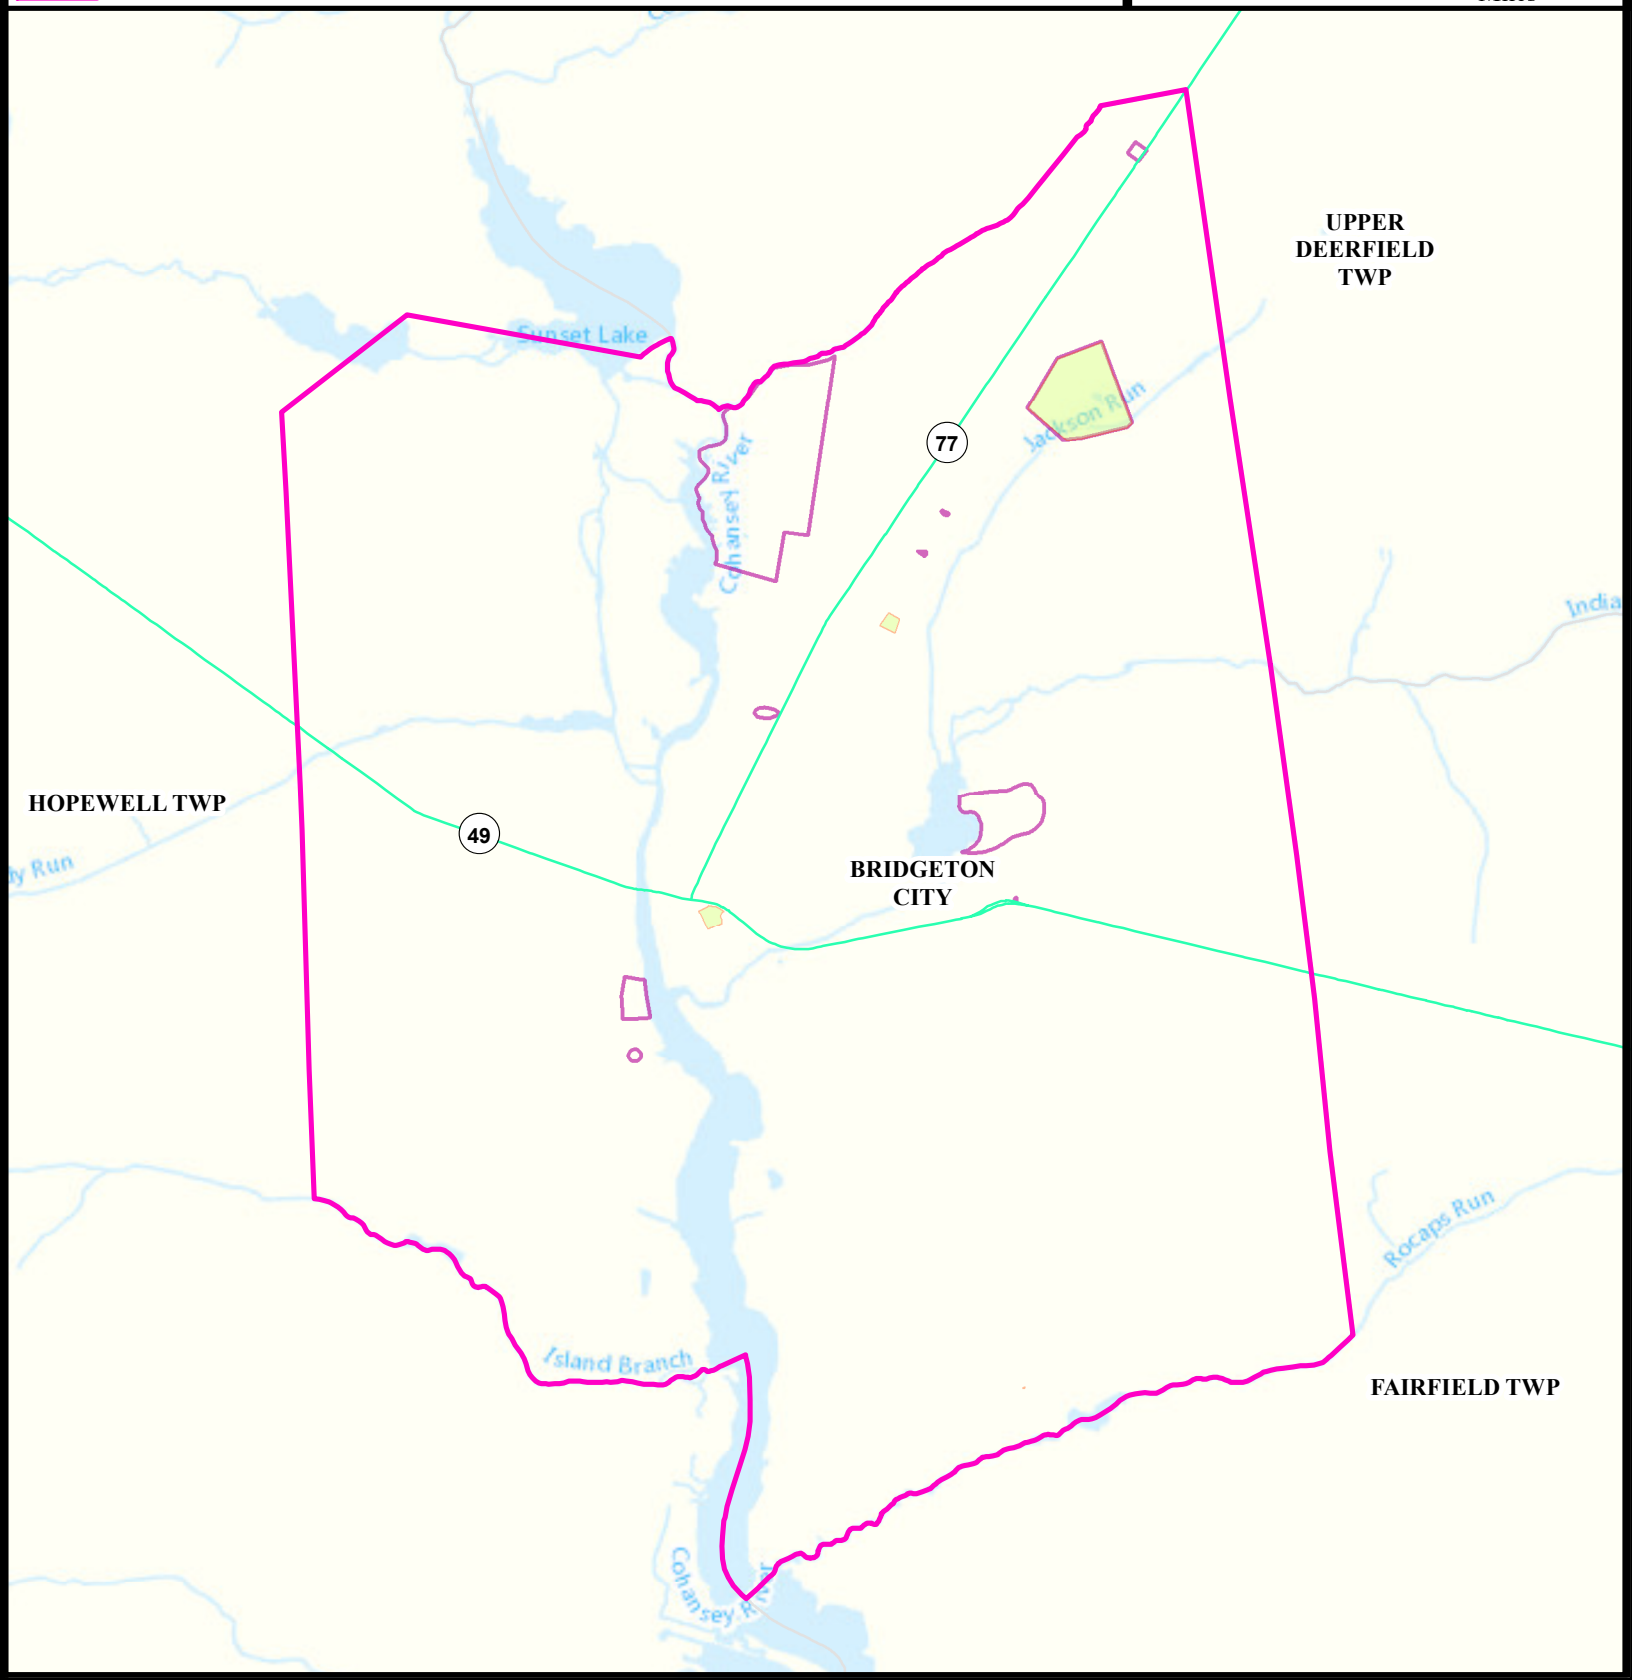 UPPER
DEERFIELD
TWP
Sunset Lake
Jackson Run
77
Cohansey River
HOPEWELL TWP
49
Run
BRIDGETON
CITY
Rocaps Run
Island Branch
FAIRFIELD TWP
Cohansey River